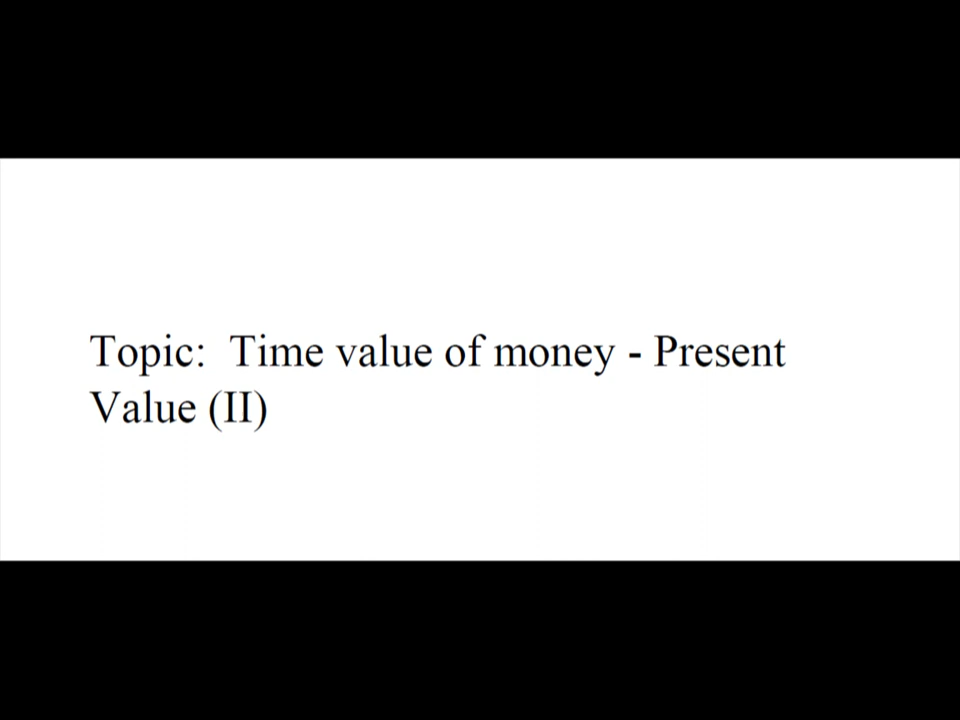 Topic:  Time value of money - Present
Value (II)